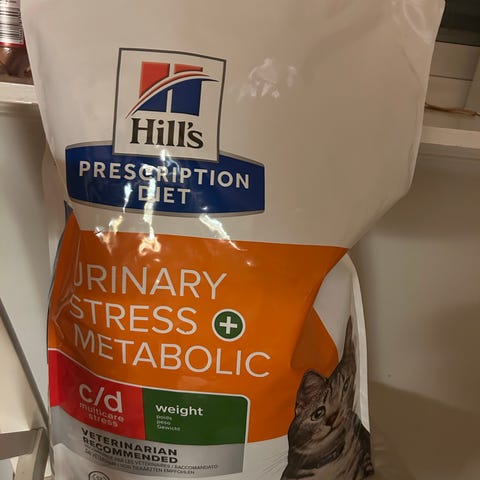 Hill's
PRESCRIPTION
DIET
URINARY
STRESS +
METABOLIC
c/d
multicare
stress
weight
poids
peso
Gewicht
VETERINARIAN
RECOMMENDED